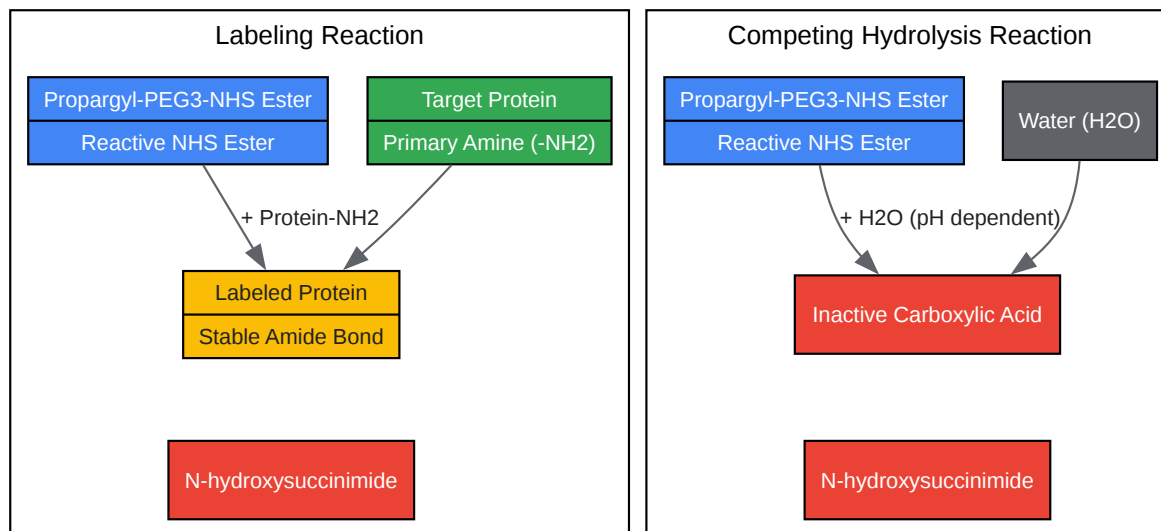 Labeling Reaction
Propargyl-PEG3-NHS Ester
Reactive NHS Ester
Target Protein
Primary Amine (-NH2)
+ Protein-NH2
Labeled Protein
Stable Amide Bond
N-hydroxysuccinimide
Competing Hydrolysis Reaction
Propargyl-PEG3-NHS Ester
Reactive NHS Ester
Water (H2O)
+ H2O (pH dependent)
Inactive Carboxylic Acid
N-hydroxysuccinimide